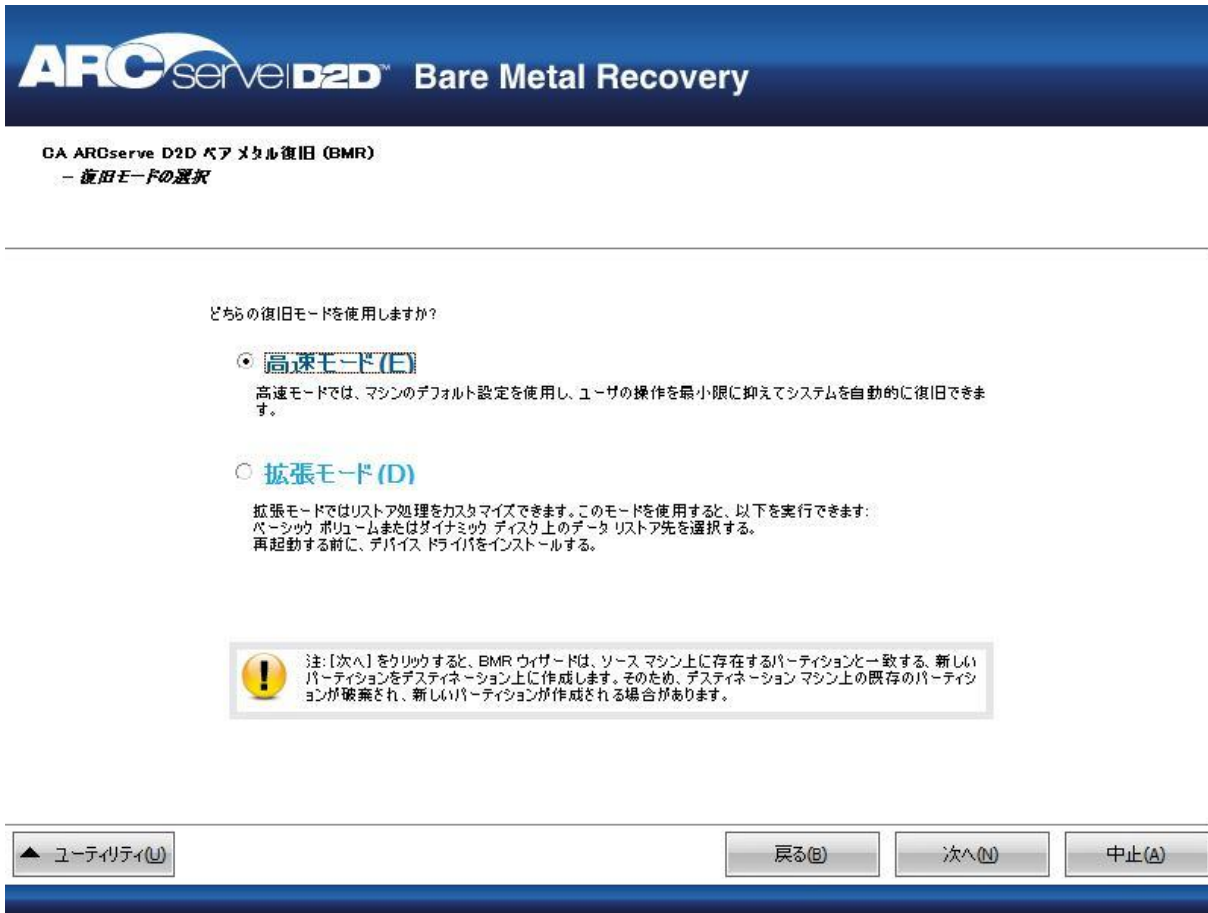 ARCserve D2D™ Bare Metal Recovery
CA ARCserve D2D ベア メタル復旧 (BMR)
– 復旧モードの選択
どちらの復旧モードを使用しますか?
高速モード(E)
高速モードでは、マシンのデフォルト設定を使用し、ユーザの操作を最小限に抑えてシステムを自動的に復旧できま
す。
拡張モード(D)
拡張モードではリストア処理をカスタマイズできます。このモードを使用すると、以下を実行できます:
ベーシック ボリュームまたはダイナミック ディスク上のデータ リストア先を選択する。
再起動する前に、デバイス ドライバをインストールする。
注: [次へ] をクリックすると、BMR ウィザードは、ソース マシン上に存在するパーティションと一致する、新しい
パーティションをデスティネーション上に作成します。そのため、デスティネーション マシン上の既存のパーティシ
ョンが破棄され、新しいパーティションが作成される場合があります。
ユーティリティ(U)
戻る(B)
次へ(N)
中止(A)